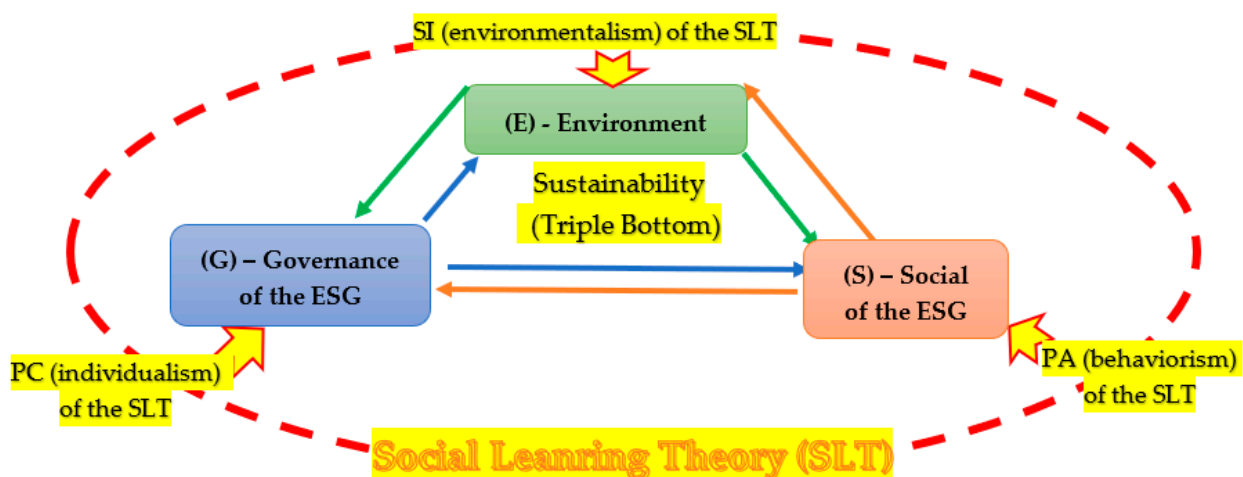 SI (environmentalism) of the SLT
(E) - Environment
Sustainability
(Triple Bottom)
(G) – Governance
of the ESG
(S) – Social
of the ESG
PC (individualism)
of the SLT
PA (behaviorism)
of the SLT
Social Leanring Theory (SLT)